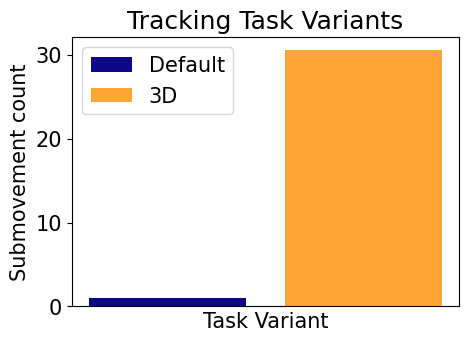 Tracking Task Variants
Submovement count
30
20
10
0
Default
3D
Task Variant